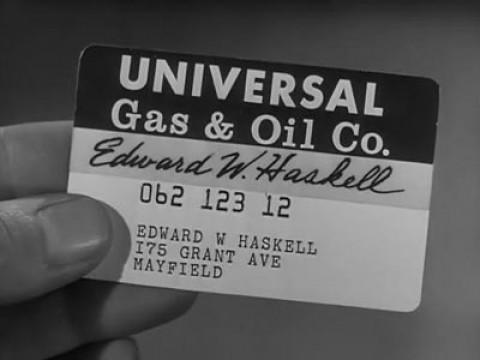 UNIVERSAL
Gas & Oil Co.
Edward W. Haskell
062 123 12
EDWARD W HASKELL
175 GRANT AVE
MAYFIELD